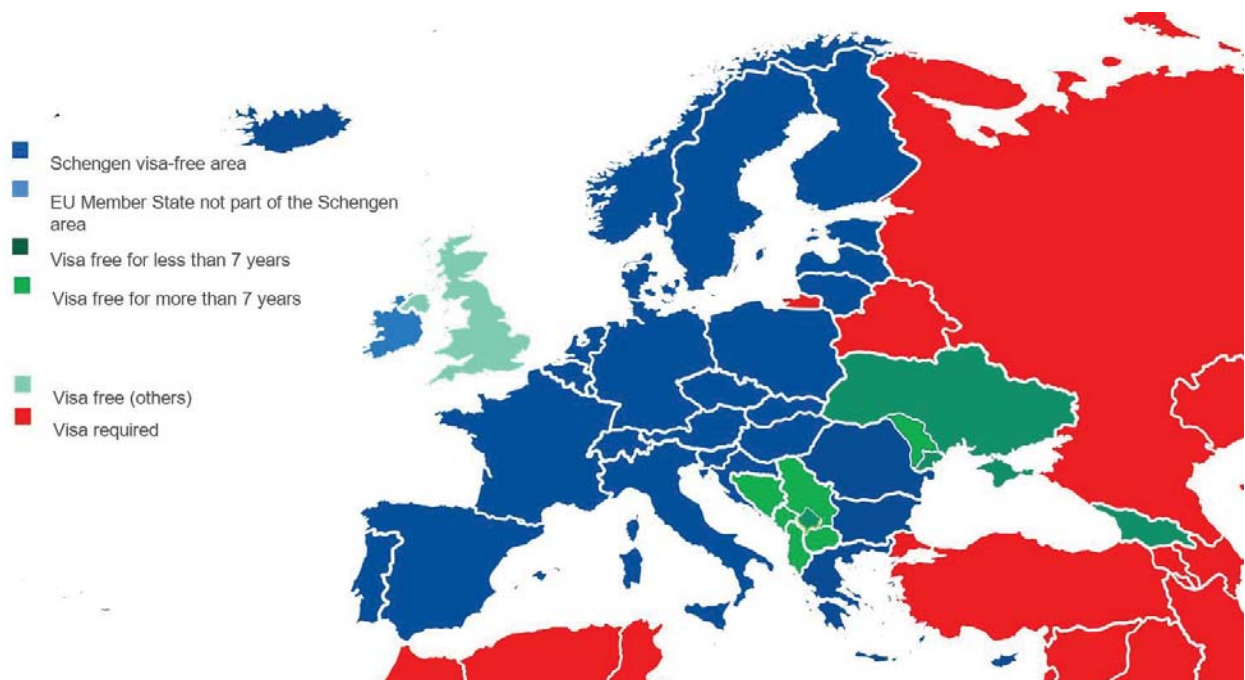 Schengen visa-free area
EU Member State not part of the Schengen
area
Visa free for less than 7 years
Visa free for more than 7 years
Visa free (others)
Visa required